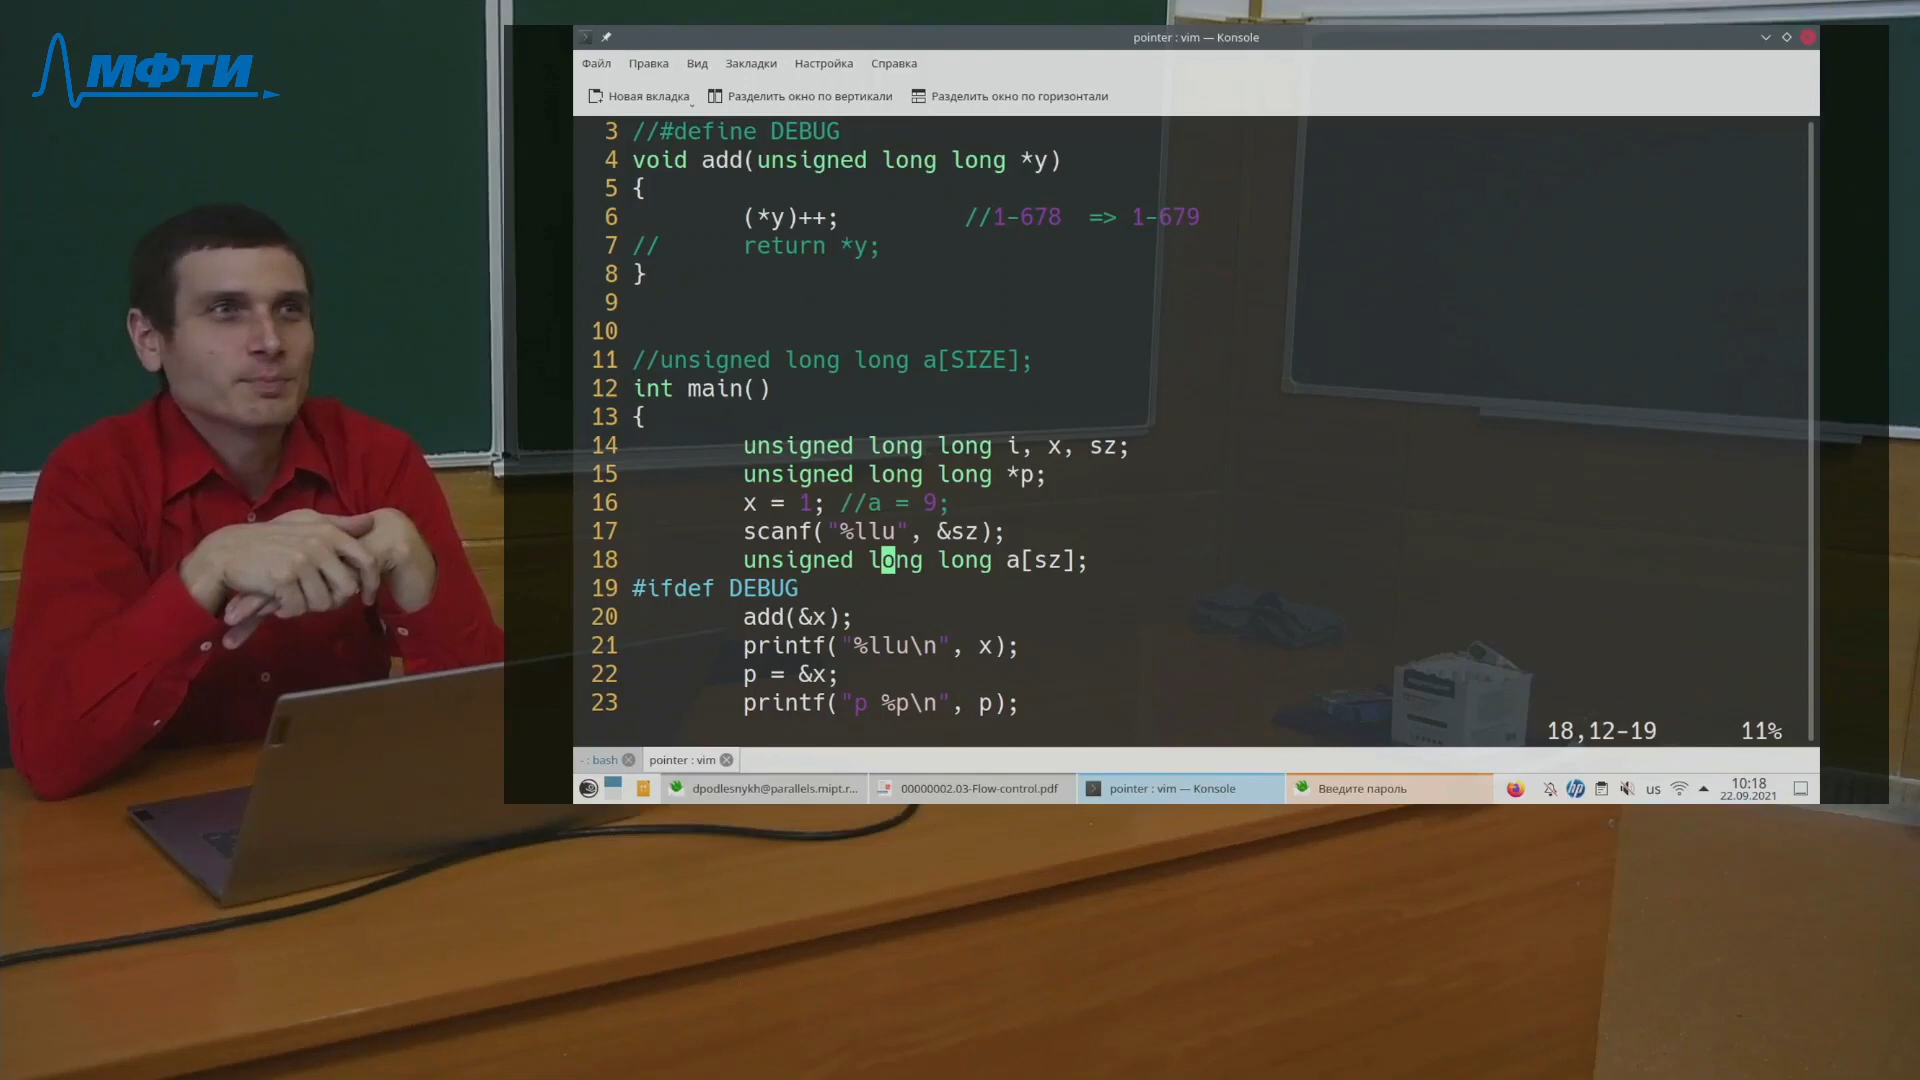 МФТИ
pointer : vim — Konsole
Файл Правка Вид Закладки Настройка Справка
Новая вкладка Разделить окно по вертикали Разделить окно по горизонтали
3 //#define DEBUG
4 void add(unsigned long long *y)
5 {
6 (*y)++; //1-678 => 1-679
7 // return *y;
8 }
9
10
11 //unsigned long long a[SIZE];
12 int main()
13 {
14 unsigned long long i, x, sz;
15 unsigned long long *p;
16 x = 1; //a = 9;
17 scanf("%llu", &sz);
18 unsigned long long a[sz];
19 #ifdef DEBUG
20 add(&x);
21 printf("%llu\n", x);
22 p = &x;
23 printf("p %p\n", p);
18,12-19 11%
- : bash pointer : vim
dpodlesnykh@parallels.mipt.r... 00000002.03-Flow-control.pdf pointer : vim — Konsole Введите пароль us 10:18
22.09.2021